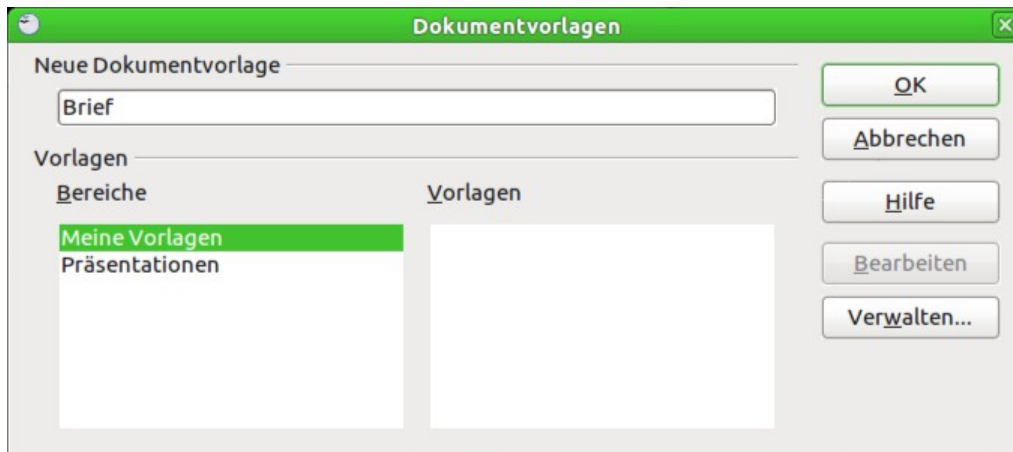 Dokumentvorlagen
Neue Dokumentvorlage
Brief
Vorlagen
Bereiche
Vorlagen
Meine Vorlagen
Präsentationen
OK
Abbrechen
Hilfe
Bearbeiten
Verwalten...